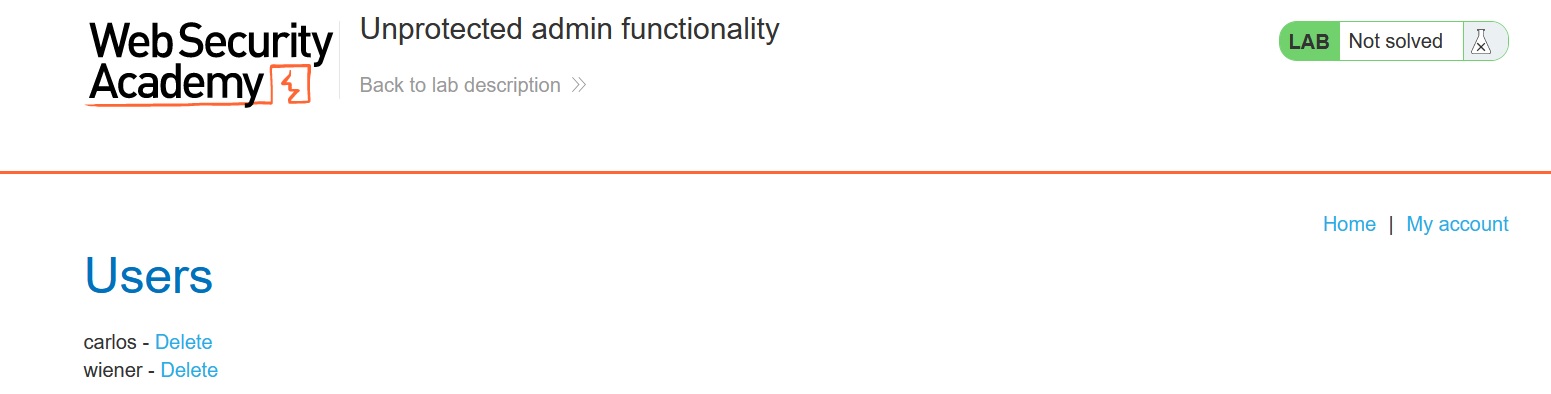 Web Security
Academy
Unprotected admin functionality
Back to lab description
LAB Not solved
Home | My account
Users
carlos - Delete
wiener - Delete